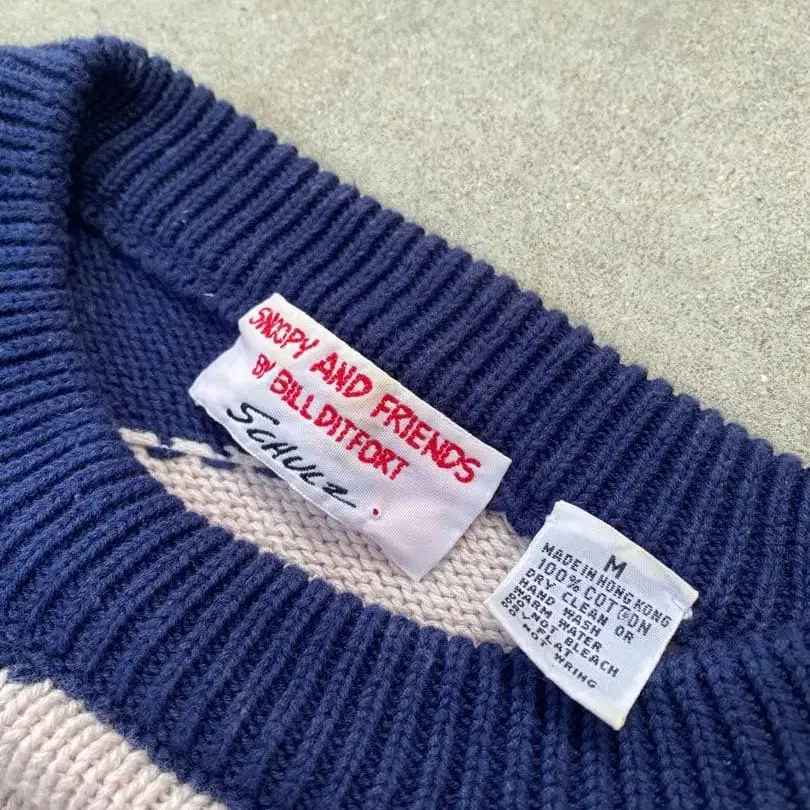 SNOOPY AND FRIENDS
BY BILL DITFORT
SCHULZ
M
MADE IN HONG KONG
100% COTTON
DRY CLEAN OR
HAND WASH
WARM WATER
DO NOT BLEACH
DRY FLAT
NOT WRING